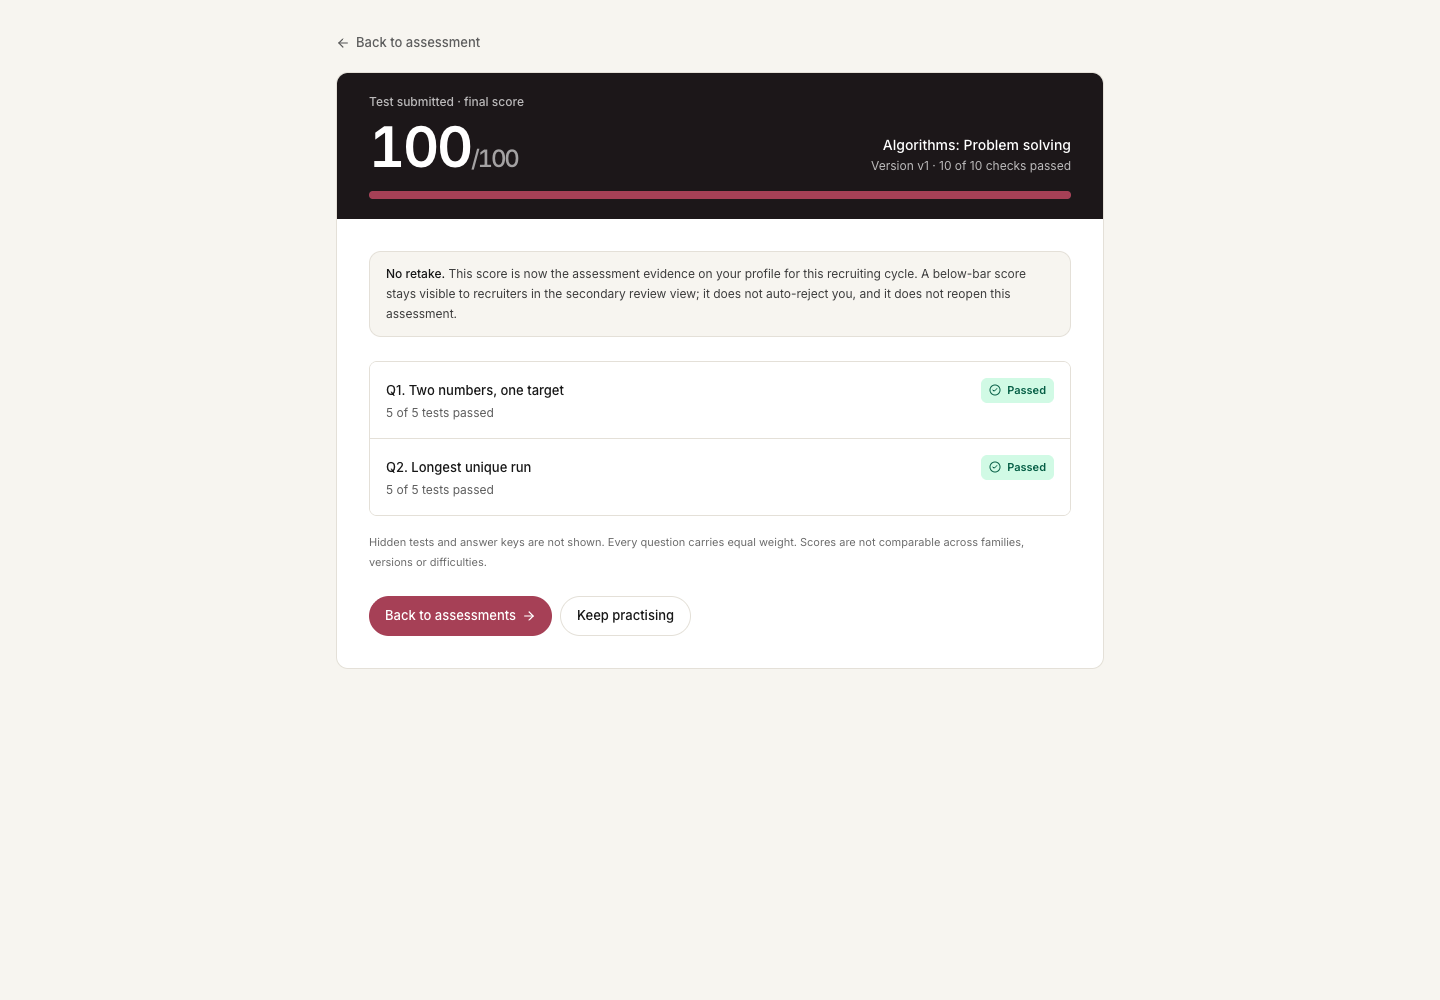 Back to assessment
Test submitted · final score
100/100
Algorithms: Problem solving
Version v1 · 10 of 10 checks passed
No retake. This score is now the assessment evidence on your profile for this recruiting cycle. A below-bar score
stays visible to recruiters in the secondary review view; it does not auto-reject you, and it does not reopen this
assessment.
Q1. Two numbers, one target
Passed
5 of 5 tests passed
Q2. Longest unique run
Passed
5 of 5 tests passed
Hidden tests and answer keys are not shown. Every question carries equal weight. Scores are not comparable across families,
versions or difficulties.
Back to assessments
Keep practising